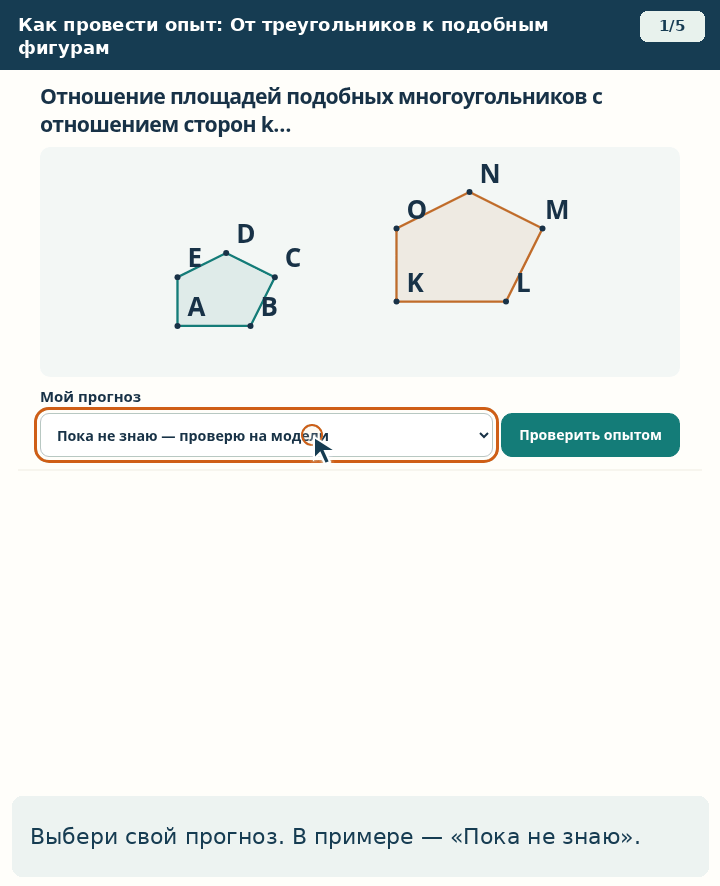 Как провести опыт: От треугольников к подобным
фигурам
1/5
Отношение площадей подобных многоугольников с
отношением сторон k…
N
O
M
D
E
C
K
L
A
B
Мой прогноз
Пока не знаю — проверю на модели
Проверить опытом
Выбери свой прогноз. В примере — «Пока не знаю».